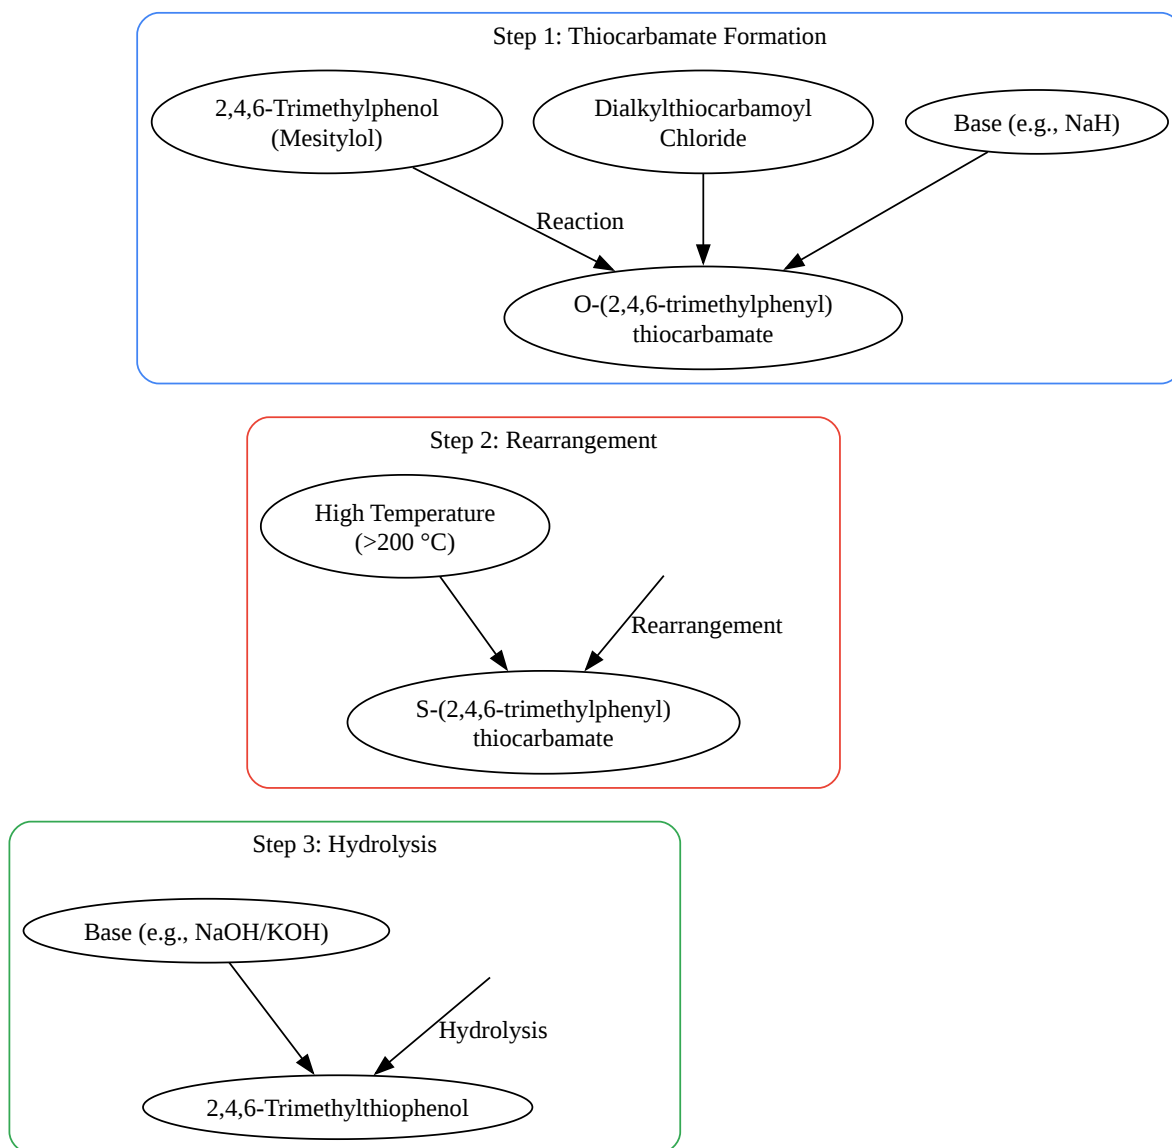 Step 1: Thiocarbamate Formation
2,4,6-Trimethylphenol
(Mesitylol)
Dialkylthiocarbamoyl
Chloride
Base (e.g., NaH)
Reaction
O-(2,4,6-trimethylphenyl)
thiocarbamate
Step 2: Rearrangement
High Temperature
(>200 °C)
Rearrangement
S-(2,4,6-trimethylphenyl)
thiocarbamate
Step 3: Hydrolysis
Base (e.g., NaOH/KOH)
Hydrolysis
2,4,6-Trimethylthiophenol